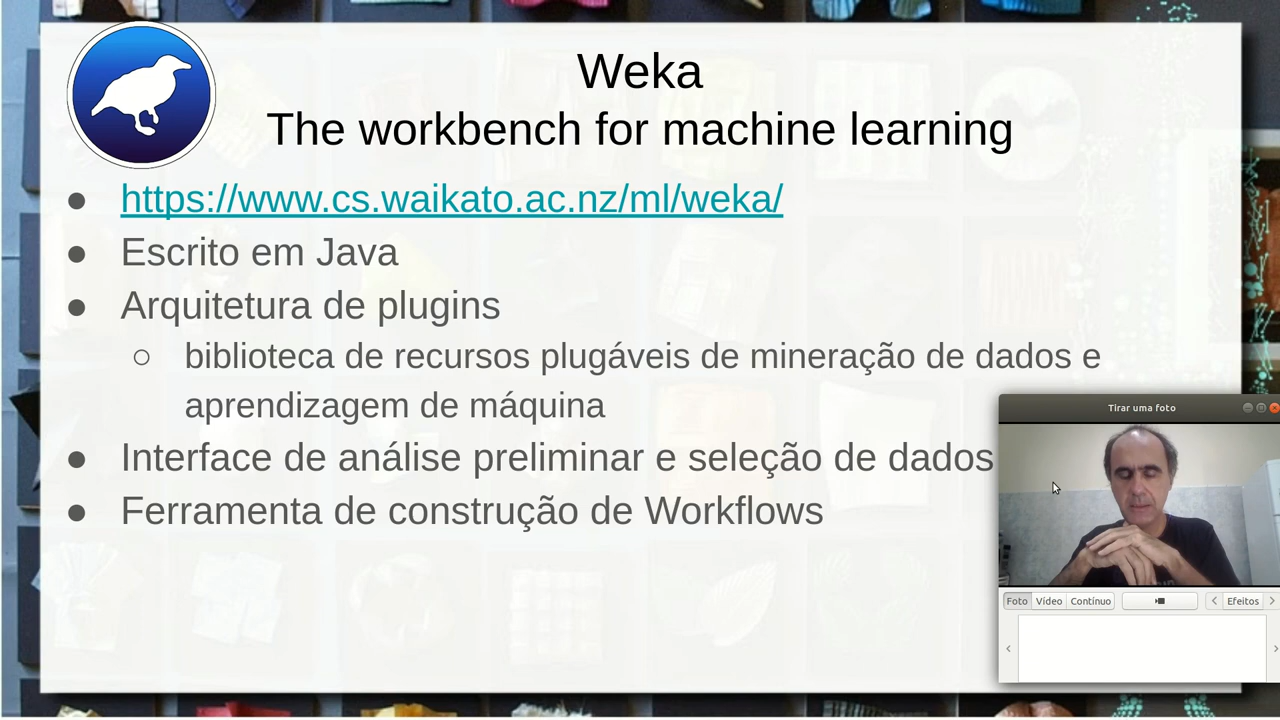 Weka
The workbench for machine learning
● https://www.cs.waikato.ac.nz/ml/weka/
● Escrito em Java
● Arquitetura de plugins
○ biblioteca de recursos plugáveis de mineração de dados e
aprendizagem de máquina
● Interface de análise preliminar e seleção de dados
● Ferramenta de construção de Workflows
Tirar uma foto
Foto Vídeo Contínuo Efeitos